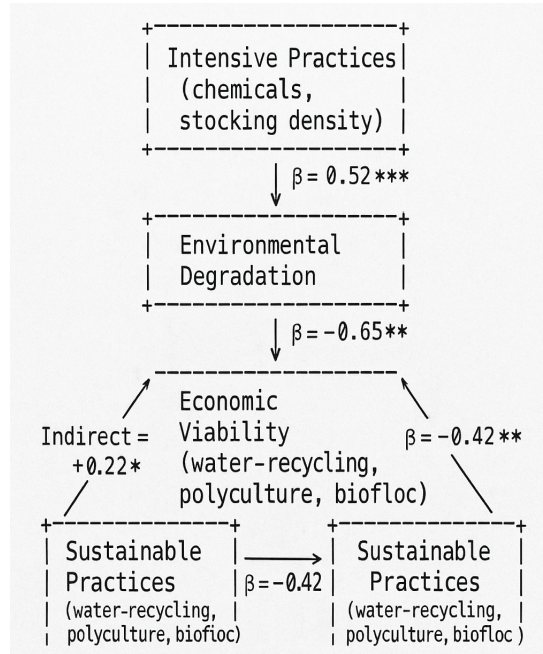 Intensive Practices
(chemicals,
stocking density)
β = 0.52***
Environmental
Degradation
β = -0.65**
Economic
Viability
(water-recycling,
polyculture, biofloc)
Indirect =
+0.22*
β = -0.42**
Sustainable
Practices
(water-recycling,
polyculture, biofioc)
β = -0.42
Sustainable
Practices
(water-recycling,
polyculture, biofloc )